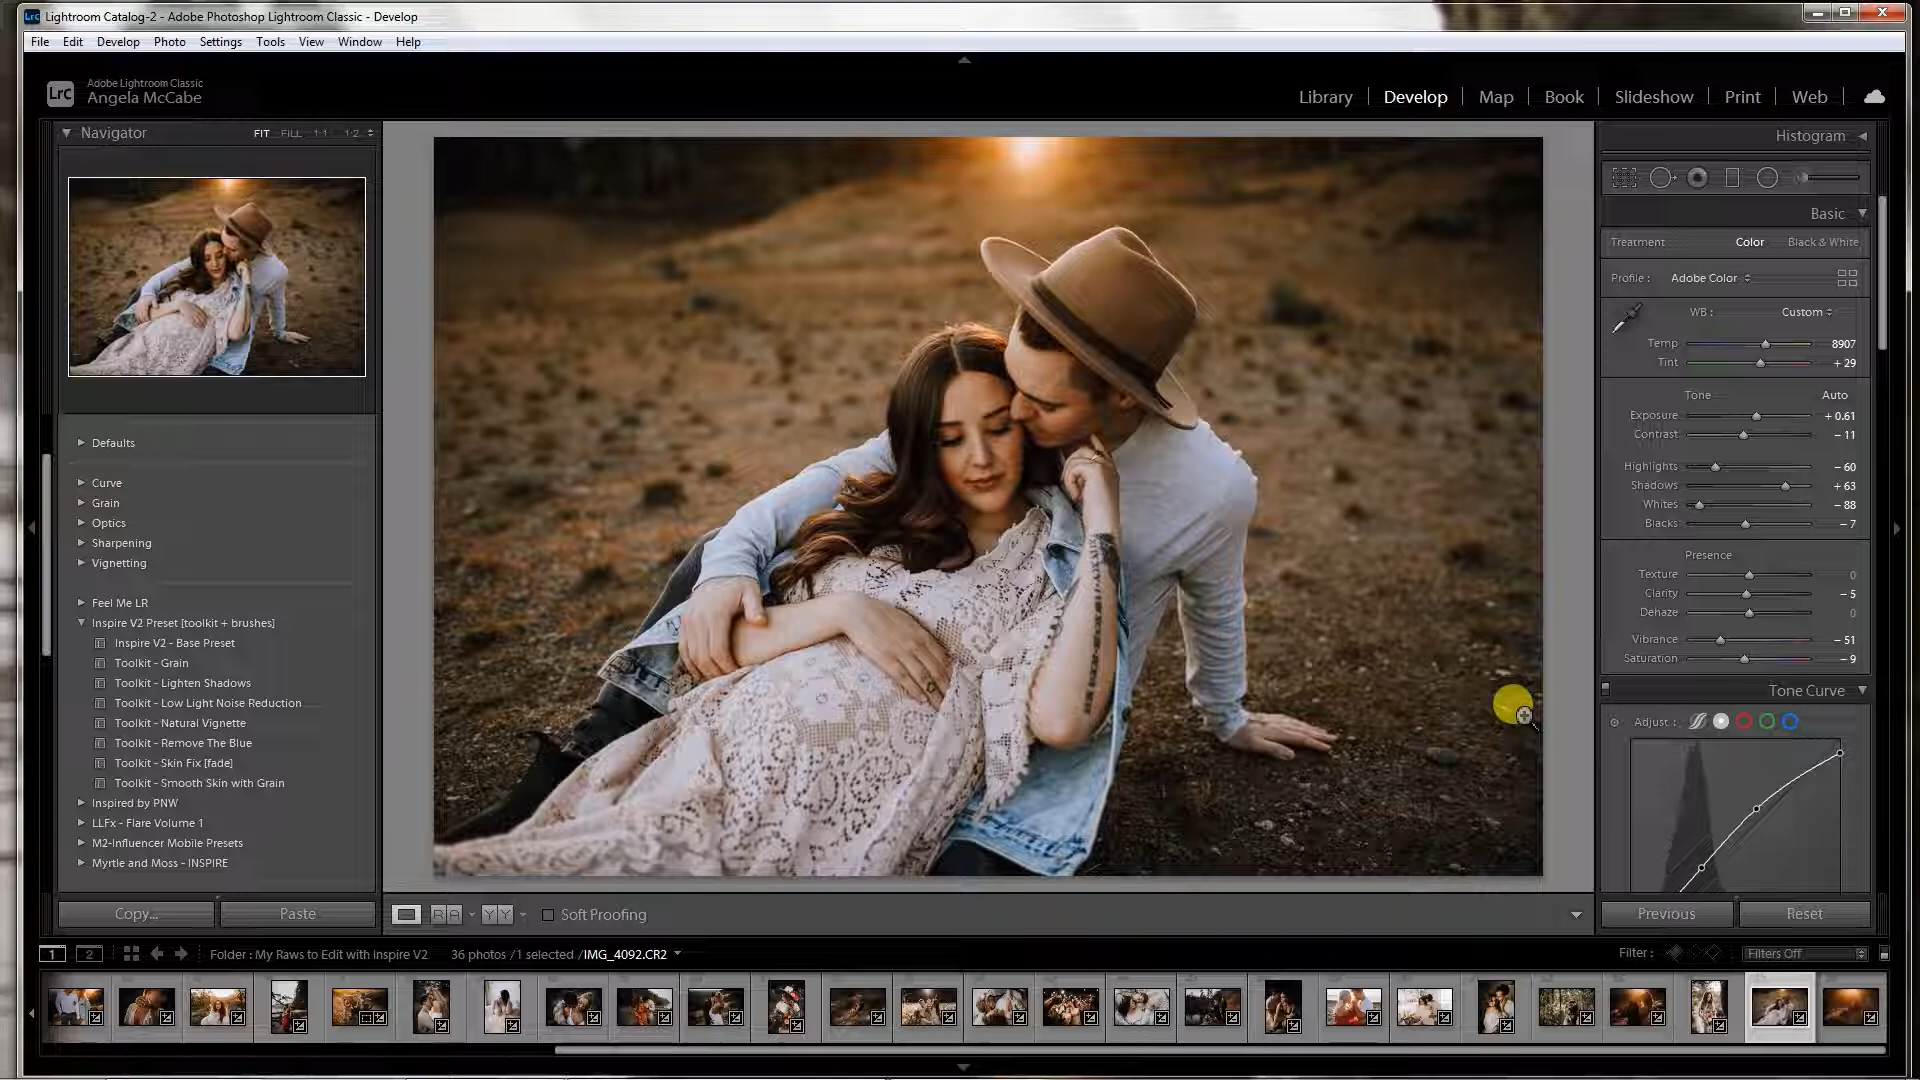 Lightroom Catalog-2 - Adobe Photoshop Lightroom Classic - Develop
File Edit Develop Photo Settings Tools View Window Help
Lrc
Adobe Lightroom Classic
Angela McCabe
Library Develop Map Book Slideshow Print Web
Navigator FIT FILL 1:1 1:2
Defaults
Curve
Grain
Optics
Sharpening
Vignetting
Feel Me LR
Inspire V2 Preset [toolkit + brushes]
Inspire V2 - Base Preset
Toolkit - Grain
Toolkit - Lighten Shadows
Toolkit - Low Light Noise Reduction
Toolkit - Natural Vignette
Toolkit - Remove The Blue
Toolkit - Skin Fix [fade]
Toolkit - Smooth Skin with Grain
Inspired by PNW
LLFx - Flare Volume 1
M2-Influencer Mobile Presets
Myrtle and Moss - INSPIRE
Copy... Paste
Histogram
Basic
Treatment Color Black & White
Profile : Adobe Color
WB : Custom
Temp 8907
Tint + 29
Tone Auto
Exposure + 0.61
Contrast - 11
Highlights - 60
Shadows + 63
Whites - 88
Blacks - 7
Presence
Texture 0
Clarity - 5
Dehaze 0
Vibrance - 51
Saturation - 9
Tone Curve
Adjust :
Previous Reset
R A Y Y Soft Proofing
1 2 Folder : My Raws to Edit with Inspire V2 36 photos / 1 selected / IMG_4092.CR2 Filter : Filters Off